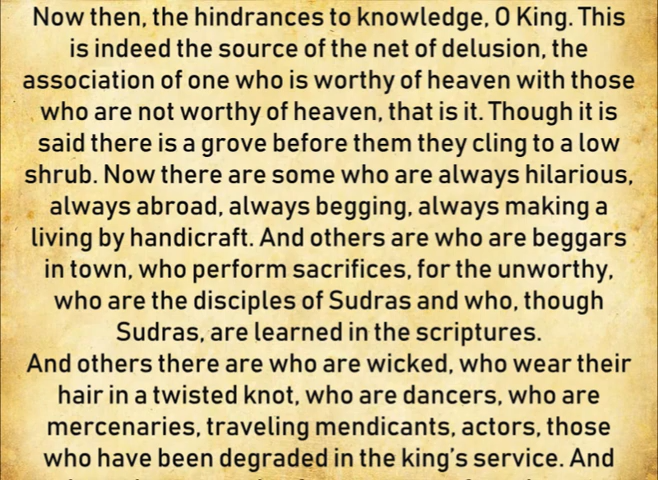 Now then, the hindrances to knowledge, O King. This
is indeed the source of the net of delusion, the
association of one who is worthy of heaven with those
who are not worthy of heaven, that is it. Though it is
said there is a grove before them they cling to a low
shrub. Now there are some who are always hilarious,
always abroad, always begging, always making a
living by handicraft. And others are who are beggars
in town, who perform sacrifices, for the unworthy,
who are the disciples of Sudras and who, though
Sudras, are learned in the scriptures.
And others there are who are wicked, who wear their
hair in a twisted knot, who are dancers, who are
mercenaries, traveling mendicants, actors, those
who have been degraded in the king's service. And